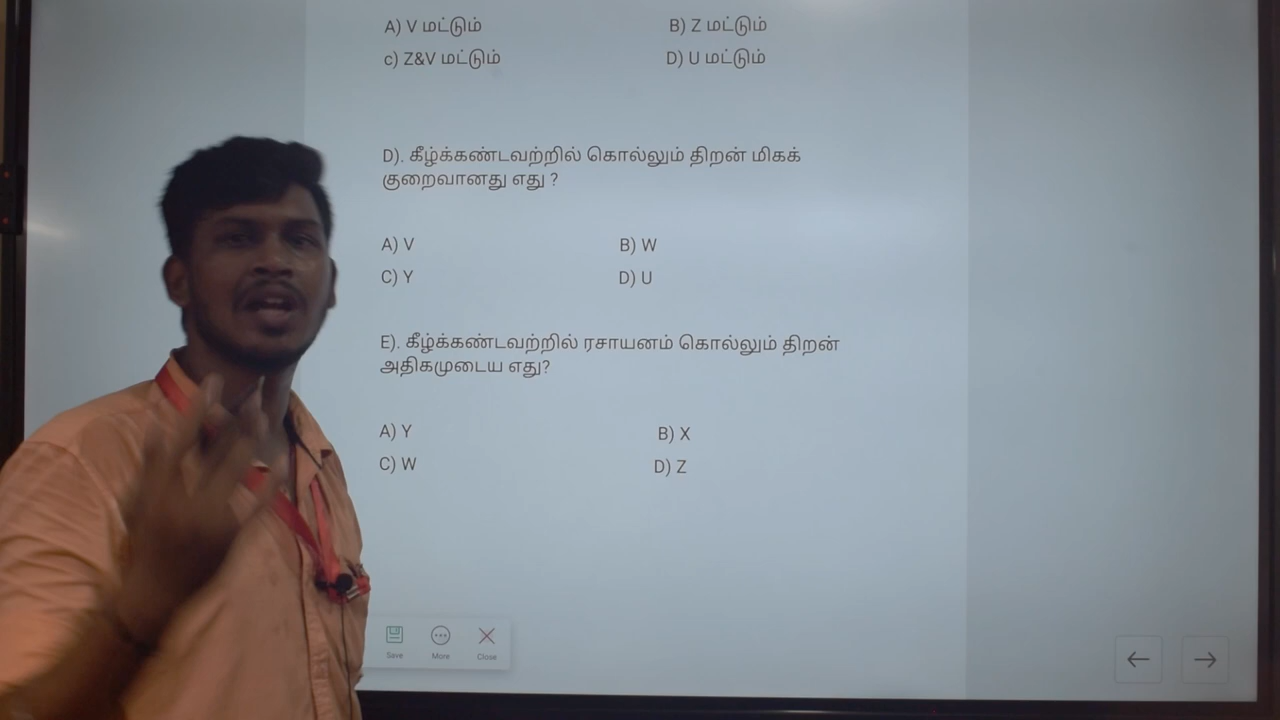 A) V மட்டும் B) Z மட்டும்
c) Z&V மட்டும் D) U மட்டும்
D). கீழ்க்கண்டவற்றில் கொல்லும் திறன் மிகக்
குறைவானது எது ?
A) V B) W
C) Y D) U
E). கீழ்க்கண்டவற்றில் ரசாயனம் கொல்லும் திறன்
அதிகமுடைய எது?
A) Y B) X
C) W D) Z
Save More Close